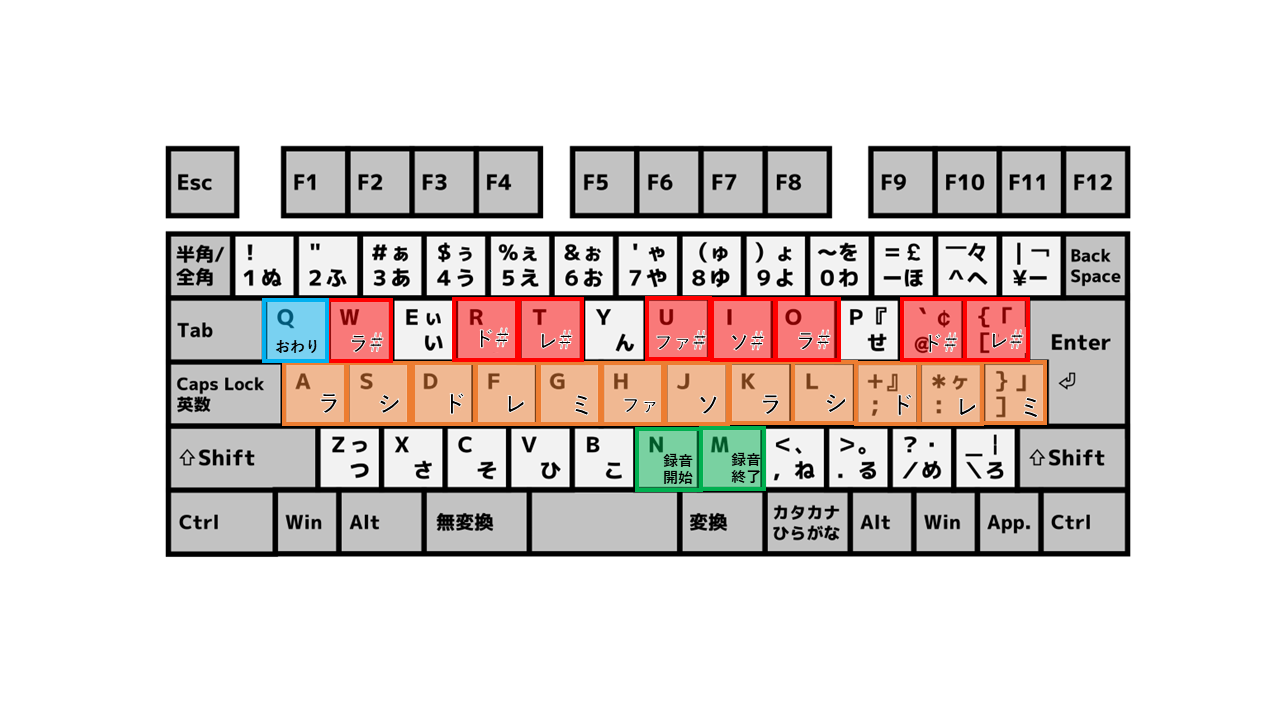 Esc F1 F2 F3 F4 F5 F6 F7 F8 F9 F10 F11 F12
半角/ ! " #ぁ $ぅ %ぇ &ぉ 'ゃ (ゅ )ょ ～を =£ ￣々 |¬ Back
全角 1ぬ 2ふ 3あ 4う 5え 6お 7や 8ゆ 9よ 0わ ーほ ^へ ¥ー Space
Tab Q W Eぃ R T Y U I O P『 `¢ {「 Enter
おわり ラ# い ド# レ# ん ファ# ソ# ラ# せ @ド# [レ#
Caps Lock A S D F G H J K L +』 *ヶ }」
英数 ラ シ ド レ ミ ファ ソ ラ シ ;ド :レ ]ミ
⇧Shift Zっ X C V B N M <、 >。 ?・ _| ⇧Shift
つ さ そ ひ こ 録音 録音 ,ね .る /め \ろ
開始 終了
Ctrl Win Alt 無変換 変換 カタカナ Alt Win App. Ctrl
ひらがな